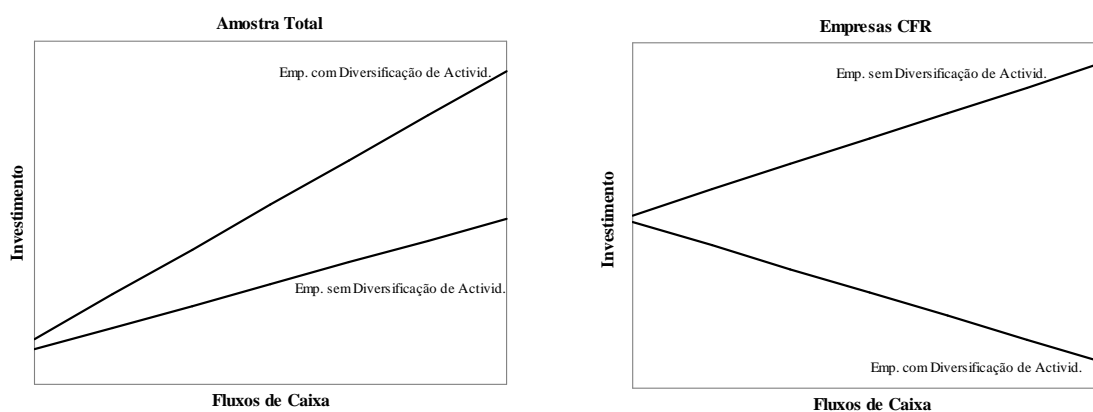 Amostra Total
Emp. com Diversificação de Activid.
Investimento
Emp. sem Diversificação de Activid.
Fluxos de Caixa
Empresas CFR
Emp. sem Diversificação de Activid.
Investimento
Emp. com Diversificação de Activid.
Fluxos de Caixa